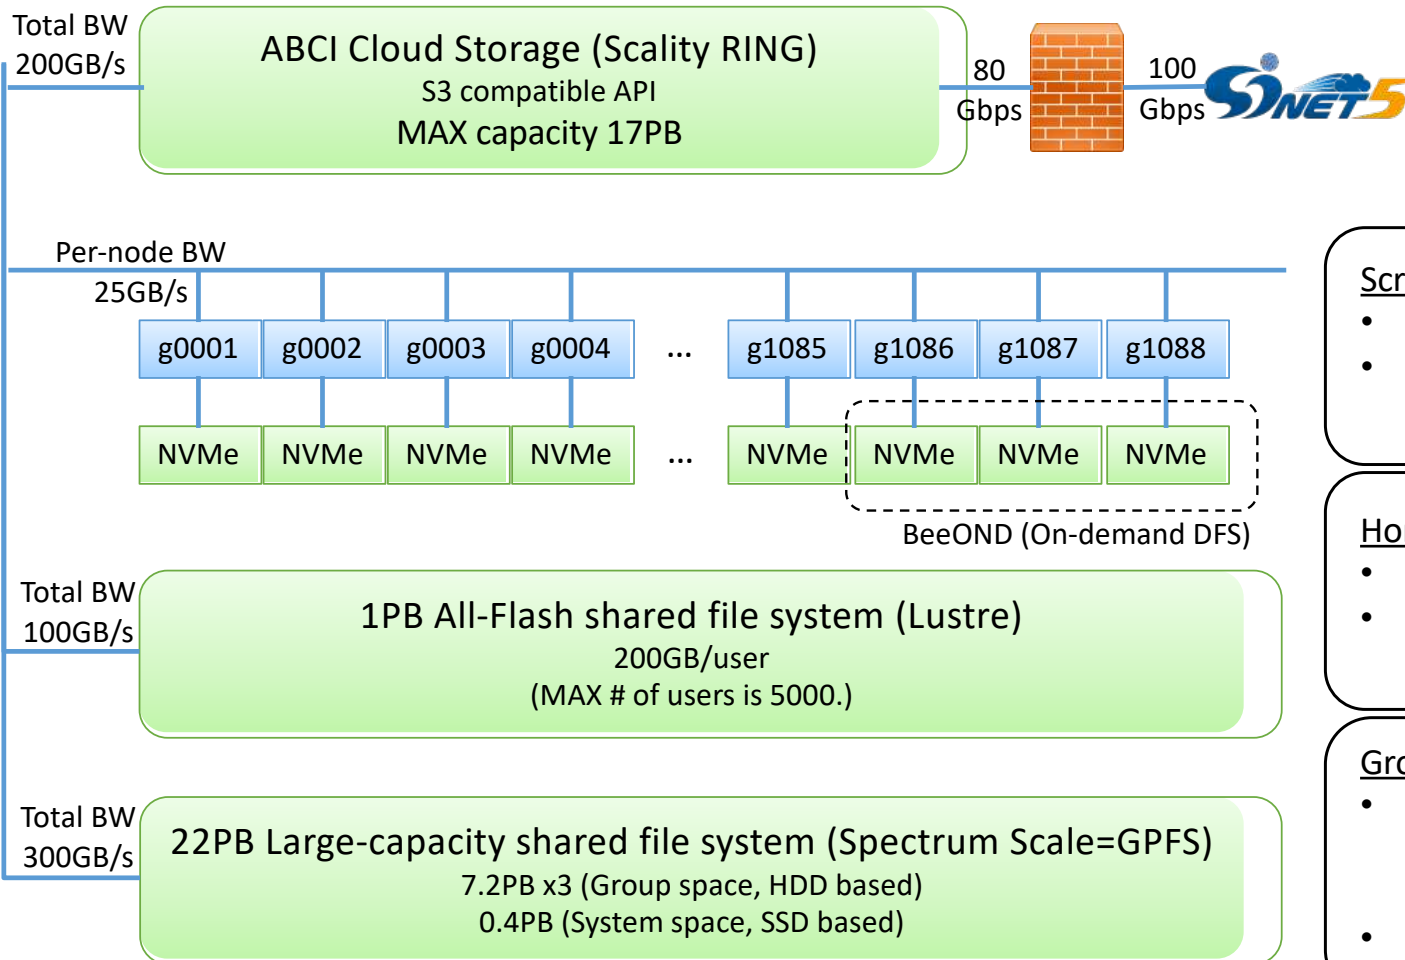 Total BW
200GB/s
ABCI Cloud Storage (Scality RING)
S3 compatible API
MAX capacity 17PB
80
Gbps
100
Gbps
SINET5
Per-node BW
25GB/s
g0001 g0002 g0003 g0004 ... g1085 g1086 g1087 g1088
NVMe NVMe NVMe NVMe ... NVMe NVMe NVMe NVMe
BeeOND (On-demand DFS)
Total BW
100GB/s
1PB All-Flash shared file system (Lustre)
200GB/user
(MAX # of users is 5000.)
Total BW
300GB/s
22PB Large-capacity shared file system (Spectrum Scale=GPFS)
7.2PB x3 (Group space, HDD based)
0.4PB (System space, SSD based)